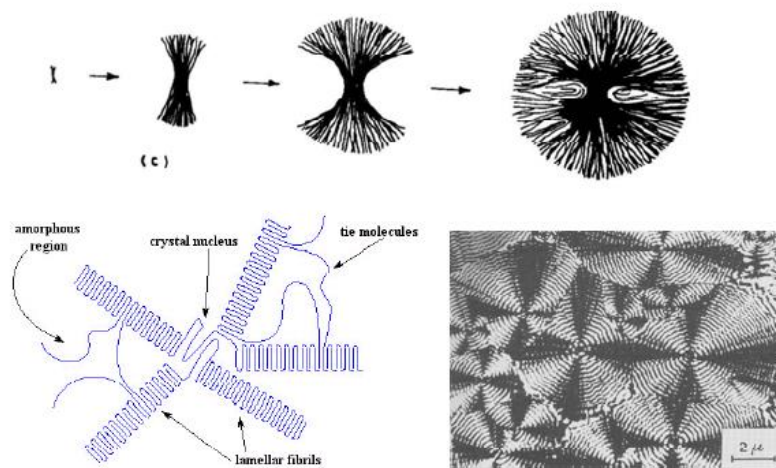 (c)
amorphous
region
crystal nucleus
tie molecules
lamellar fibrils
2 μ